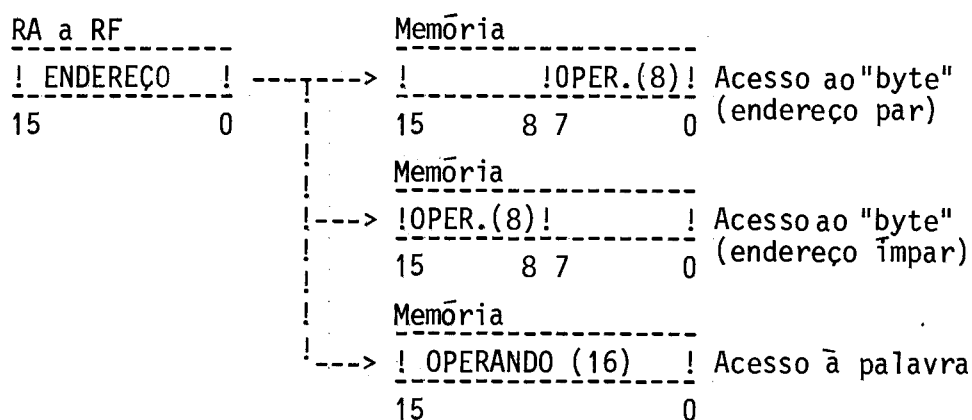 RA a RF Memória
! ENDEREÇO ! ------> ! !OPER.(8)! Acesso ao "byte"
15 0 15 8 7 0 (endereço par)
Memória
---> !OPER.(8)! ! Acesso ao "byte"
15 8 7 0 (endereço ímpar)
Memória
---> ! OPERANDO (16) ! Acesso à palavra
15 0